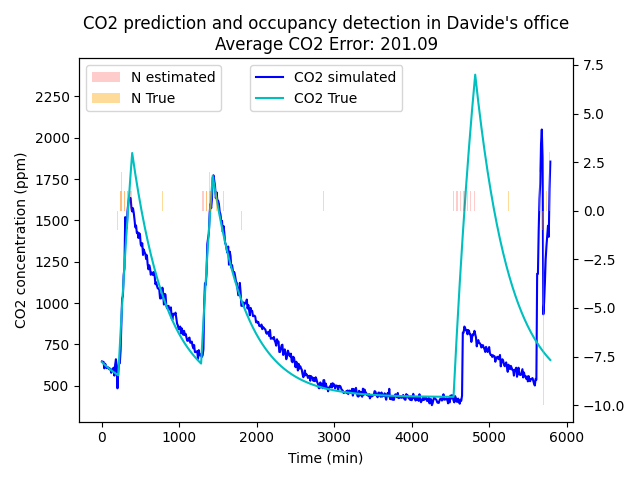 CO2 prediction and occupancy detection in Davide's office
Average CO2 Error: 201.09
N estimated
N True
CO2 simulated
CO2 True
CO2 concentration (ppm)
2250
2000
1750
1500
1250
1000
750
500
7.5
5.0
2.5
0.0
−2.5
−5.0
−7.5
−10.0
0 1000 2000 3000 4000 5000 6000
Time (min)